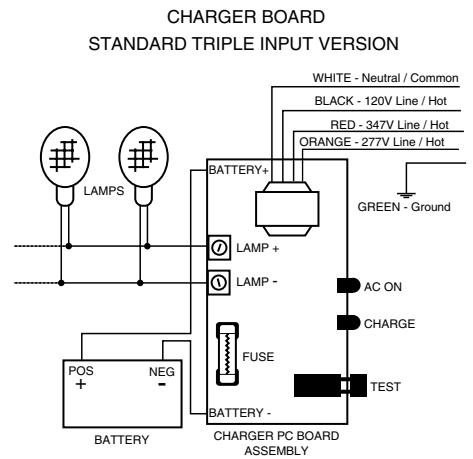 CHARGER BOARD
STANDARD TRIPLE INPUT VERSION
WHITE - Neutral / Common
BLACK - 120V Line / Hot
RED - 347V Line / Hot
ORANGE - 277V Line / Hot
BATTERY+
LAMPS
GREEN - Ground
LAMP +
LAMP -
AC ON
CHARGE
FUSE
POS
+
NEG
-
TEST
BATTERY -
BATTERY
CHARGER PC BOARD
ASSEMBLY